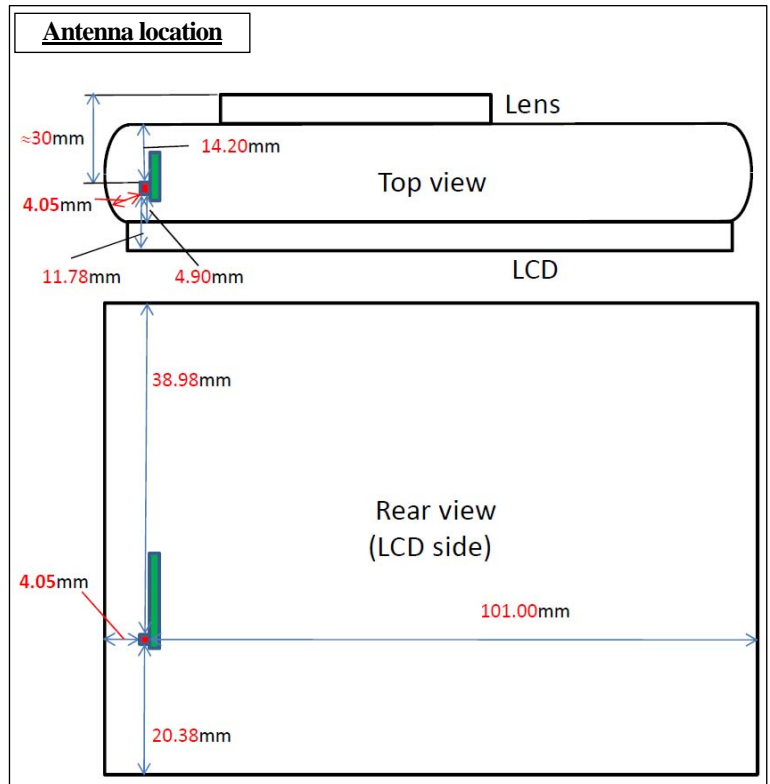 Antenna location
Lens
≈30mm
14.20mm
Top view
4.05mm
11.78mm
4.90mm
LCD
38.98mm
Rear view
(LCD side)
4.05mm
101.00mm
20.38mm